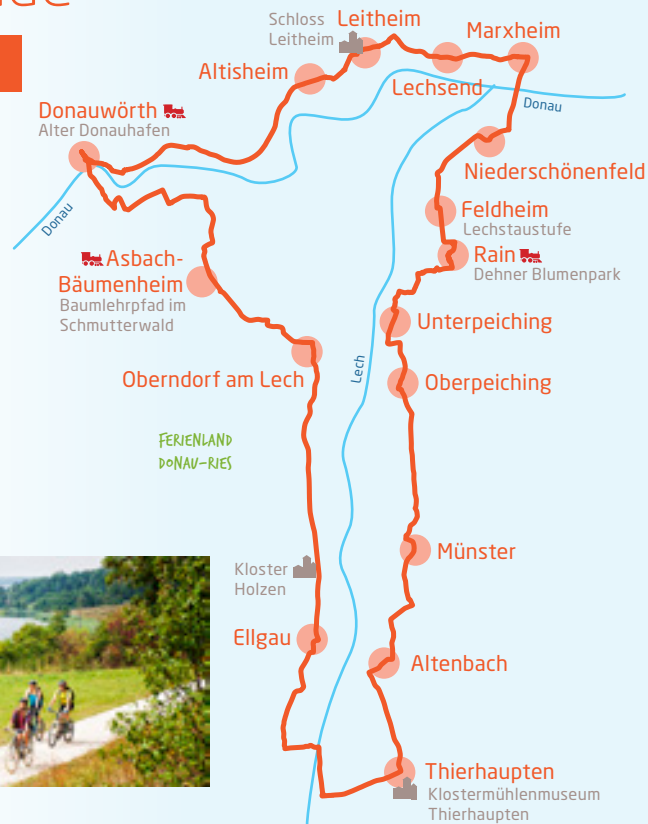 Schloss
Leitheim
Leitheim
Marxheim
Altisheim
Lechsend
Donauwörth
Alter Donauhafen
Donau
Niederschönenfeld
Donau
Feldheim
Lechstaustufe
Asbach-
Bäumenheim
Baumlehrpfad im
Schmutterwald
Rain
Dehner Blumenpark
Unterpeiching
Lech
Oberndorf am Lech
Oberpeiching
FERIENLAND
DONAU-RIES
Münster
Kloster
Holzen
Ellgau
Altenbach
Thierhaupten
Klostermühlenmuseum
Thierhaupten